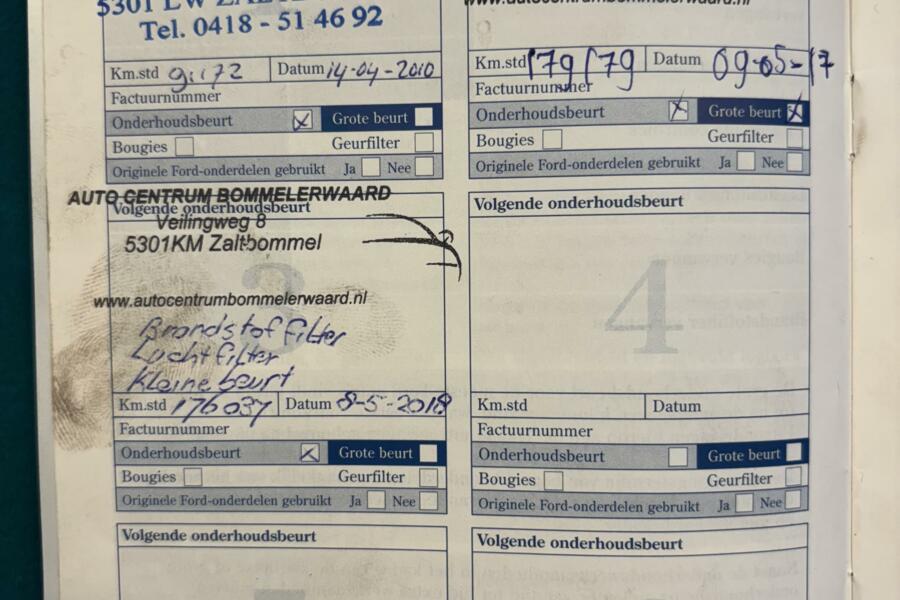 5301 LW ZAL
Tel. 0418 - 51 46 92
Km.std 91172 Datum 14-04-2010
Factuurnummer
Onderhoudsbeurt Grote beurt
Bougies Geurfilter
Originele Ford-onderdelen gebruikt Ja Nee
www.autocentrumbommelerwaard.nl
Km.std 179179 Datum 09-05-17
Factuurnummer
Onderhoudsbeurt Grote beurt
Bougies Geurfilter
Originele Ford-onderdelen gebruikt Ja Nee
AUTO CENTRUM BOMMELERWAARD
Volgende onderhoudsbeurt
Veilingweg 8
5301KM Zaltbommel
3
www.autocentrumbommelerwaard.nl
Brandstoffilter
Luchtfilter
Kleine beurt
Km.std 176037 Datum 8-5-2018
Factuurnummer
Onderhoudsbeurt Grote beurt
Bougies Geurfilter
Originele Ford-onderdelen gebruikt Ja Nee
Volgende onderhoudsbeurt
4
Km.std Datum
Factuurnummer
Onderhoudsbeurt Grote beurt
Bougies Geurfilter
Originele Ford-onderdelen gebruikt Ja Nee
Volgende onderhoudsbeurt
Volgende onderhoudsbeurt